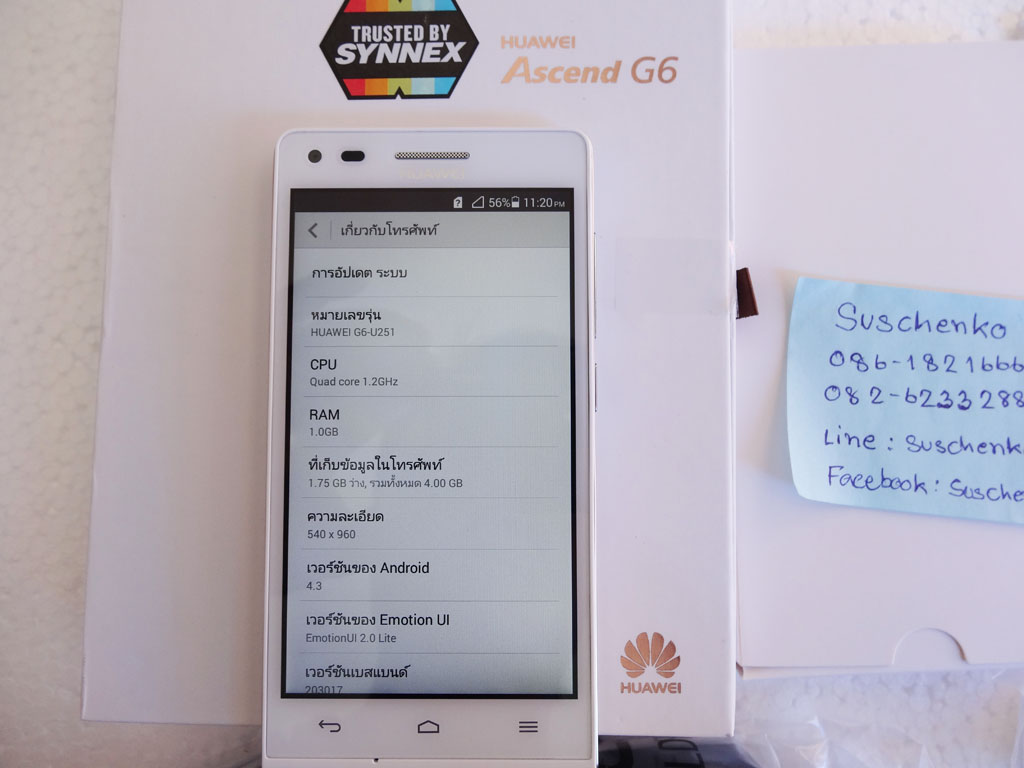 TRUSTED BY
SYNNEX
HUAWEI
Ascend G6
HUAWEI
56% 11:20 PM
เกี่ยวกับโทรศัพท์
การอัปเดต ระบบ
หมายเลขรุ่น
HUAWEI G6-U251
CPU
Quad core 1.2GHz
RAM
1.0GB
ที่เก็บข้อมูลในโทรศัพท์
1.75 GB ว่าง, รวมทั้งหมด 4.00 GB
ความละเอียด
540 x 960
เวอร์ชันของ Android
4.3
เวอร์ชันของ Emotion UI
EmotionUI 2.0 Lite
เวอร์ชันเบสแบนด์
203017
HUAWEI
Suschenko
086-1821666
082-6233288
Line : suschenk
Facebook : Susche